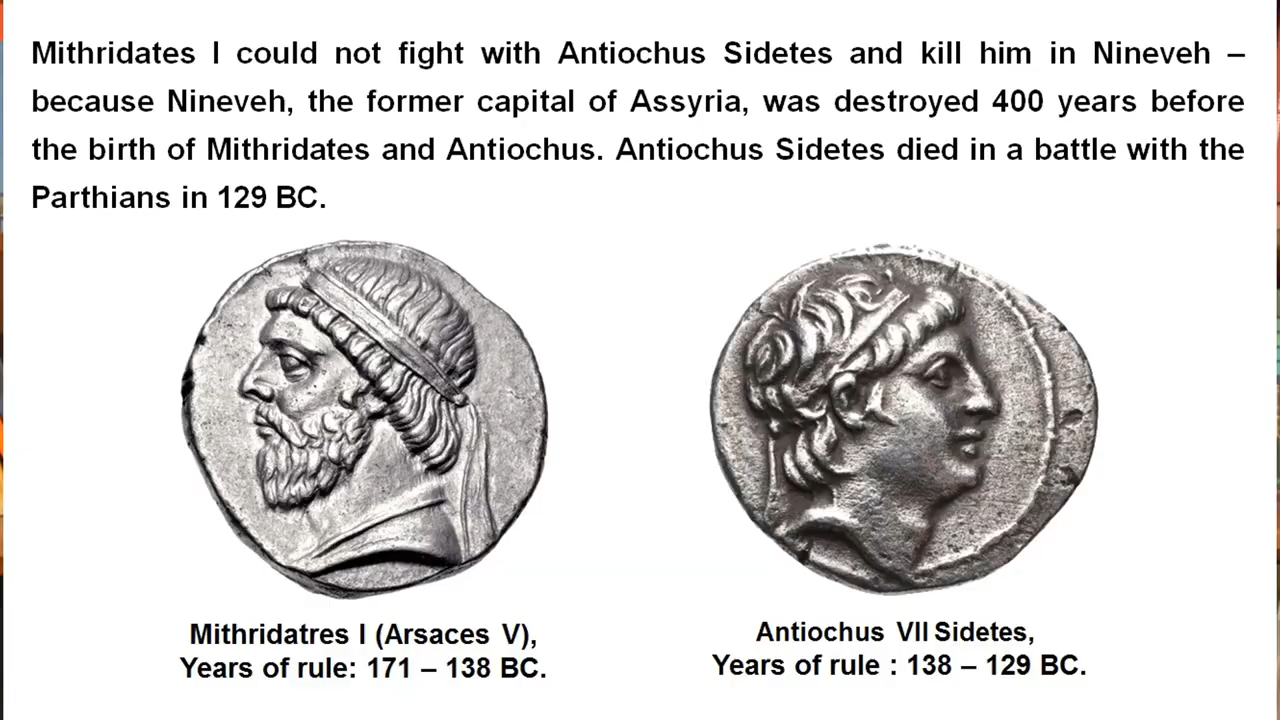 Mithridates I could not fight with Antiochus Sidetes and kill him in Nineveh –
because Nineveh, the former capital of Assyria, was destroyed 400 years before
the birth of Mithridates and Antiochus. Antiochus Sidetes died in a battle with the
Parthians in 129 BC.
Mithridatres I (Arsaces V),
Years of rule: 171 – 138 BC.
Antiochus VII Sidetes,
Years of rule : 138 – 129 BC.